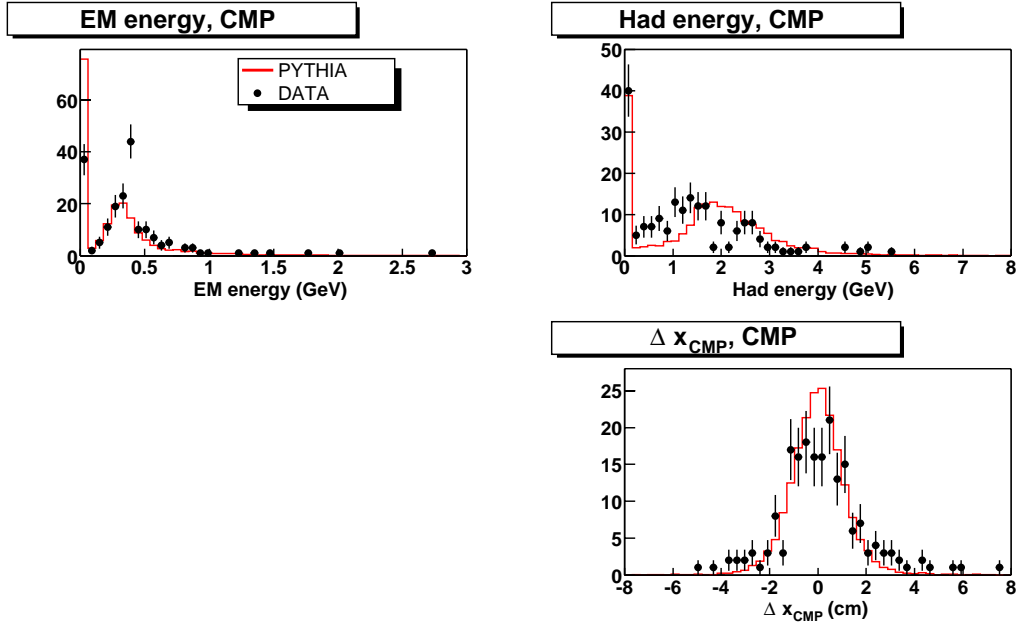 EM energy, CMP
PYTHIA
DATA
60
40
20
0
0 0.5 1 1.5 2 2.5 3
EM energy (GeV)
Had energy, CMP
50
40
30
20
10
0
0 1 2 3 4 5 6 7 8
Had energy (GeV)
Δ x_CMP, CMP
25
20
15
10
5
0
-8 -6 -4 -2 0 2 4 6 8
Δ x_CMP (cm)